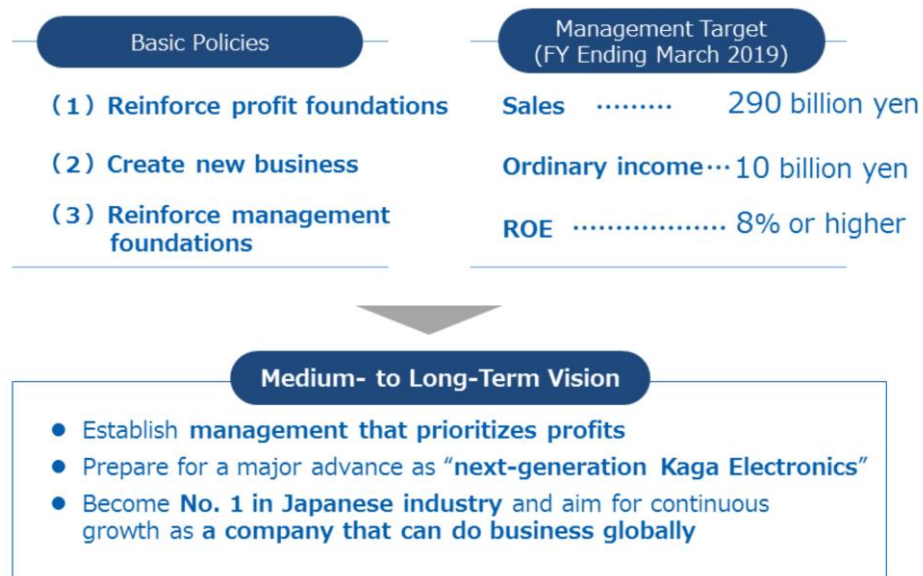 Basic Policies
(1) Reinforce profit foundations
(2) Create new business
(3) Reinforce management
foundations
Management Target
(FY Ending March 2019)
Sales ……… 290 billion yen
Ordinary income… 10 billion yen
ROE ……………… 8% or higher
Medium- to Long-Term Vision
● Establish management that prioritizes profits
● Prepare for a major advance as “next-generation Kaga Electronics”
● Become No. 1 in Japanese industry and aim for continuous
growth as a company that can do business globally